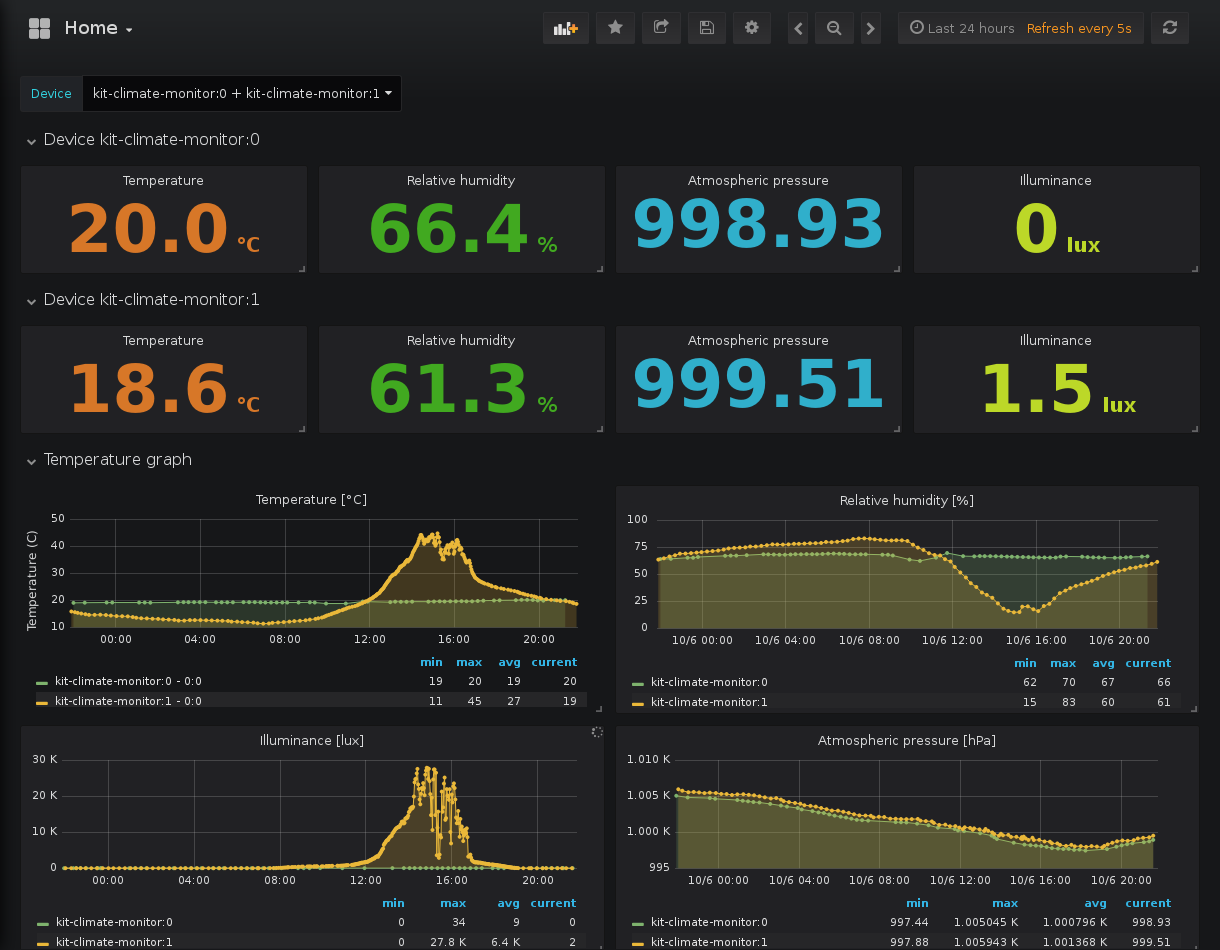 Home
Last 24 hours Refresh every 5s
Device kit-climate-monitor:0 + kit-climate-monitor:1
Device kit-climate-monitor:0
Temperature Relative humidity Atmospheric pressure Illuminance
20.0 °C 66.4 % 998.93 0 lux
Device kit-climate-monitor:1
Temperature Relative humidity Atmospheric pressure Illuminance
18.6 °C 61.3 % 999.51 1.5 lux
Temperature graph
Temperature [°C]
Temperature (C)
50
40
30
20
10
00:00 04:00 08:00 12:00 16:00 20:00
min max avg current
kit-climate-monitor:0 - 0:0 19 20 19 20
kit-climate-monitor:1 - 0:0 11 45 27 19
Relative humidity [%]
100
75
50
25
0
10/6 00:00 10/6 04:00 10/6 08:00 10/6 12:00 10/6 16:00 10/6 20:00
min max avg current
kit-climate-monitor:0 62 70 67 66
kit-climate-monitor:1 15 83 60 61
Illuminance [lux]
30 K
20 K
10 K
0
00:00 04:00 08:00 12:00 16:00 20:00
min max avg current
kit-climate-monitor:0 0 34 9 0
kit-climate-monitor:1 0 27.8 K 6.4 K 2
Atmospheric pressure [hPa]
1.010 K
1.005 K
1.000 K
995
10/6 00:00 10/6 04:00 10/6 08:00 10/6 12:00 10/6 16:00 10/6 20:00
min max avg current
kit-climate-monitor:0 997.44 1.005045 K 1.000796 K 998.93
kit-climate-monitor:1 997.88 1.005943 K 1.001368 K 999.51